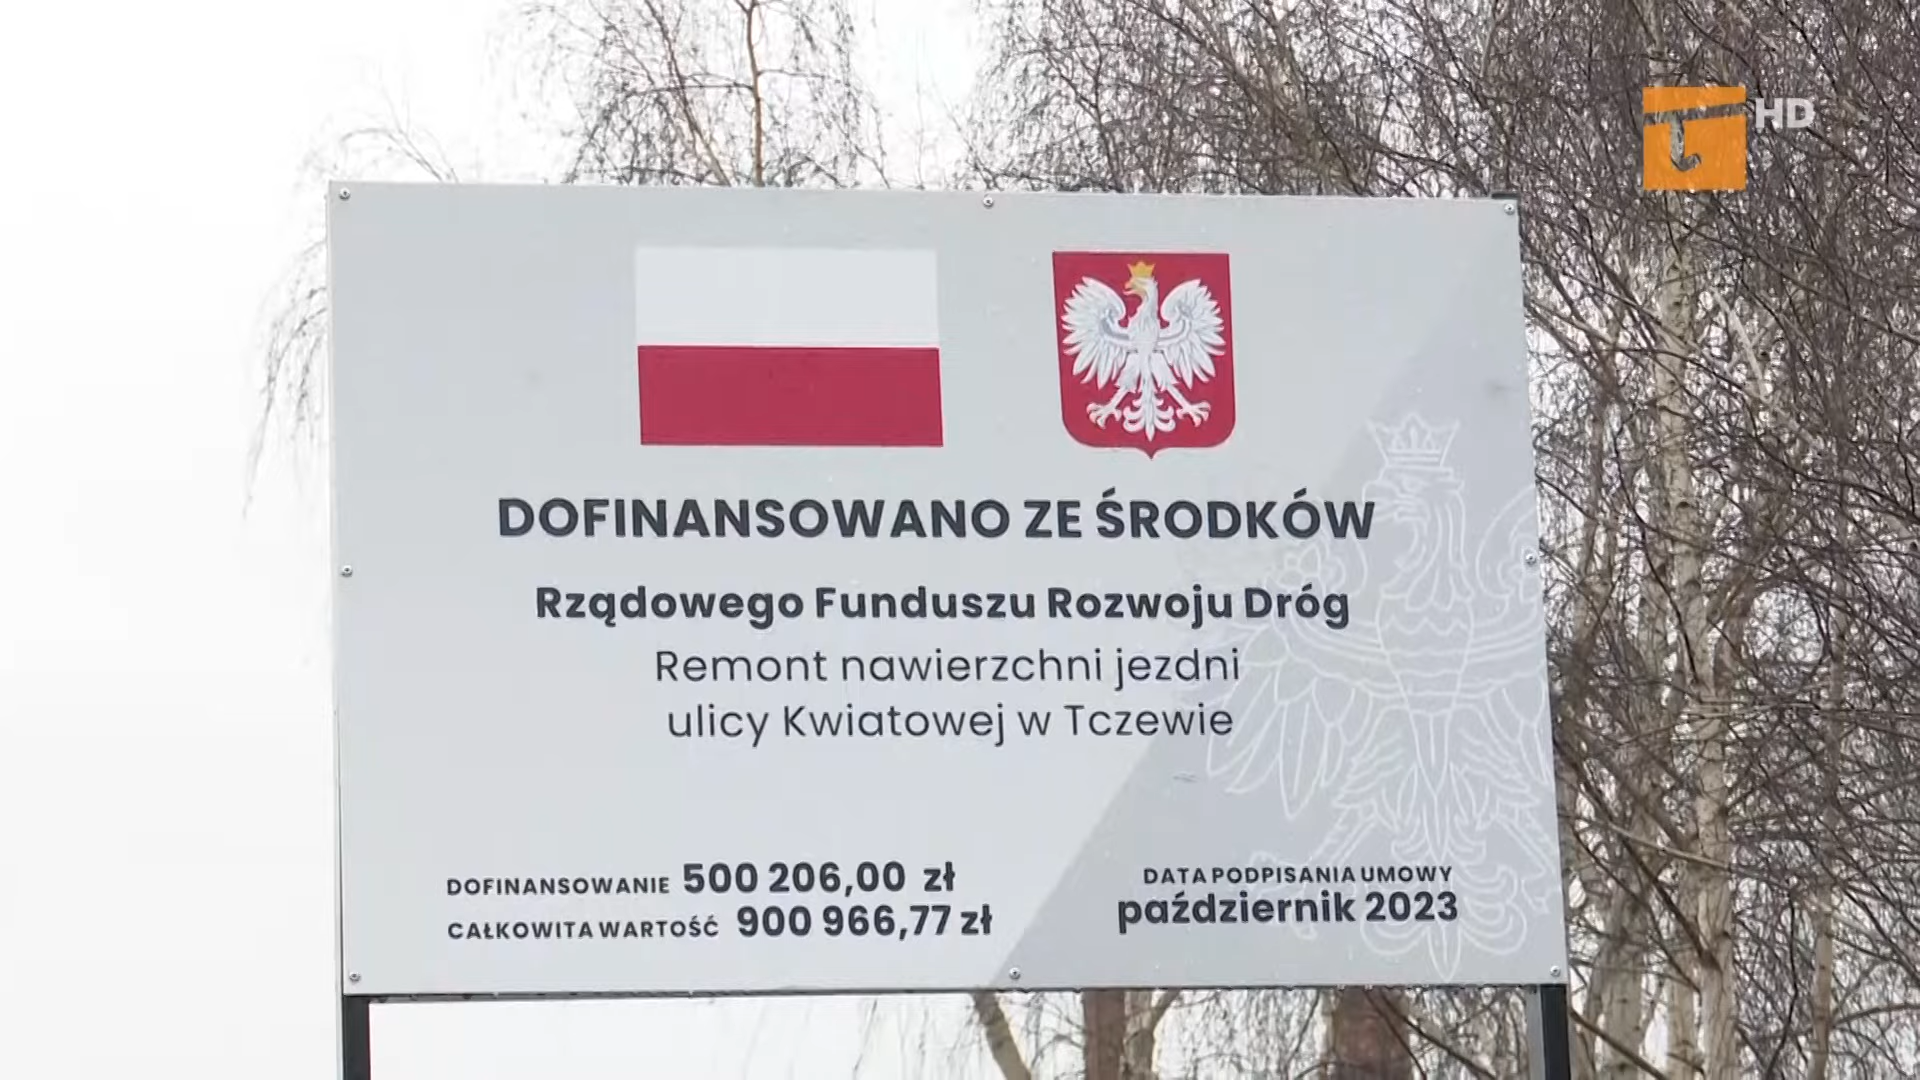 HD
DOFINANSOWANO ZE ŚRODKÓW
Rządowego Funduszu Rozwoju Dróg
Remont nawierzchni jezdni
ulicy Kwiatowej w Tczewie
DOFINANSOWANIE 500 206,00 zł
CAŁKOWITA WARTOŚĆ 900 966,77 zł
DATA PODPISANIA UMOWY
październik 2023